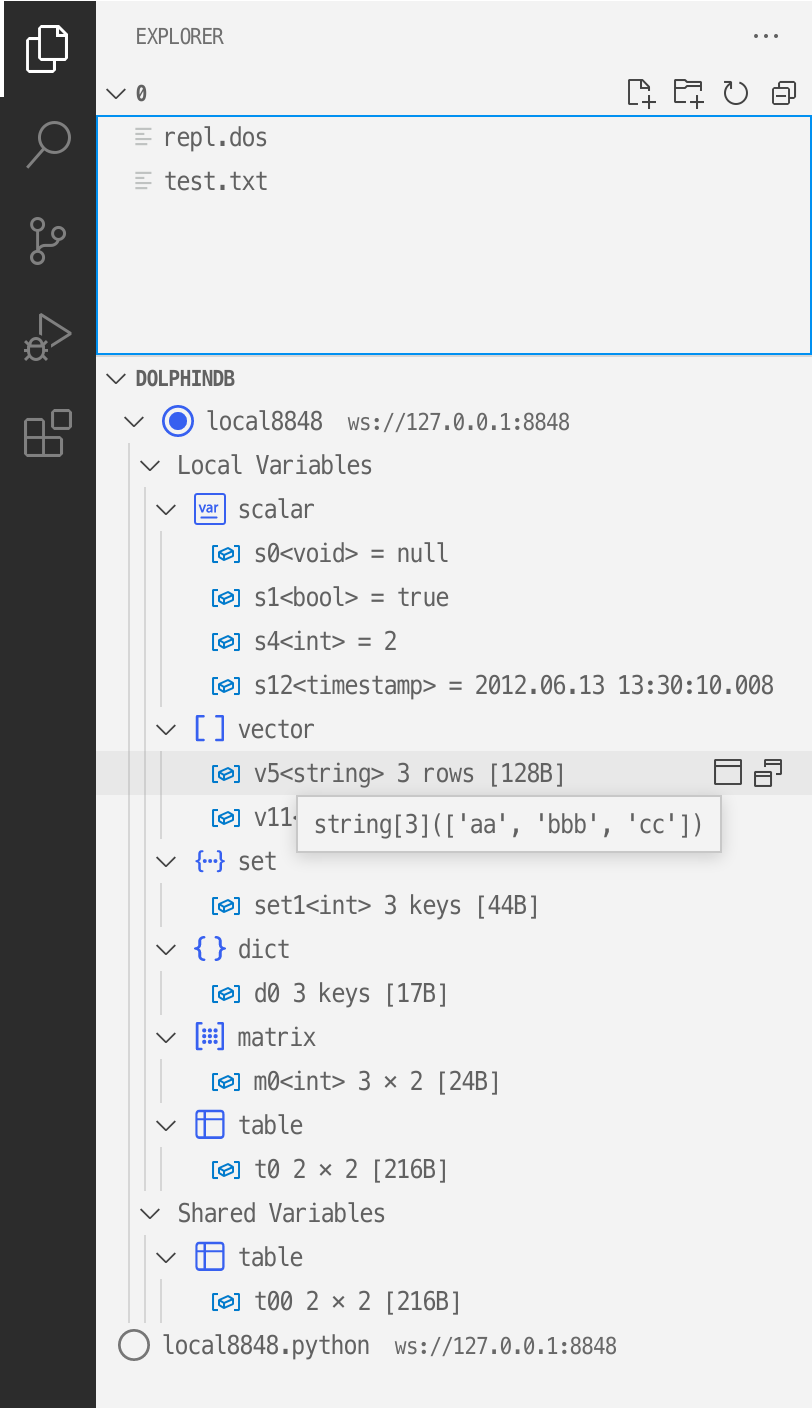 EXPLORER
0
repl.dos
test.txt
DOLPHINDB
local8848 ws://127.0.0.1:8848
Local Variables
var scalar
s0<void> = null
s1<bool> = true
s4<int> = 2
s12<timestamp> = 2012.06.13 13:30:10.008
vector
v5<string> 3 rows [128B]
v11<
string[3](['aa', 'bbb', 'cc'])
set
set1<int> 3 keys [44B]
dict
d0 3 keys [17B]
matrix
m0<int> 3 × 2 [24B]
table
t0 2 × 2 [216B]
Shared Variables
table
t00 2 × 2 [216B]
local8848.python ws://127.0.0.1:8848